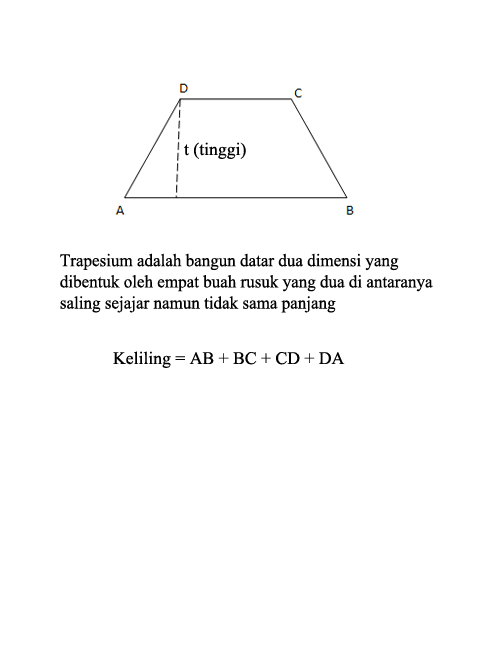 D
C
t (tinggi)
A
B
Trapesium adalah bangun datar dua dimensi yang
dibentuk oleh empat buah rusuk yang dua di antaranya
saling sejajar namun tidak sama panjang
Keliling = AB + BC + CD + DA